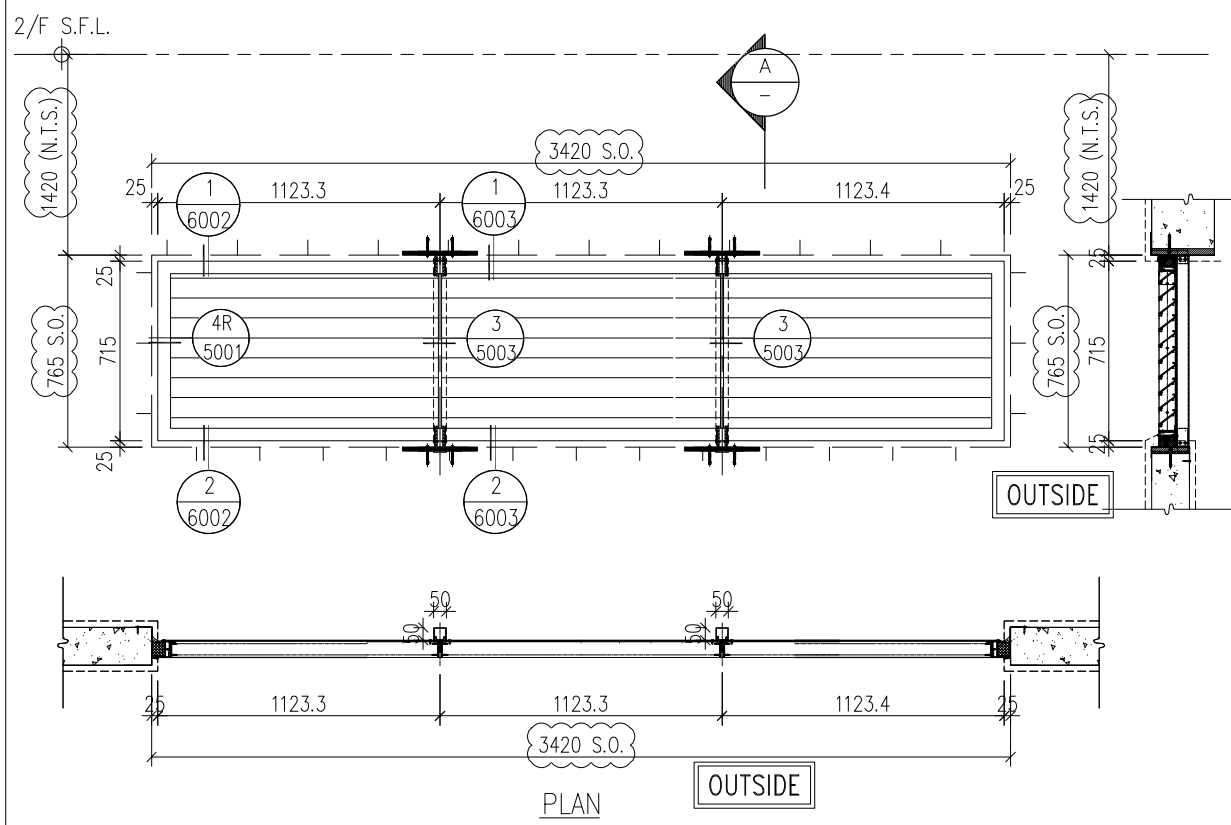 2/F S.F.L.
A
–
1420 (N.T.S.)
1420 (N.T.S.)
3420 S.O.
25
1123.3
1123.3
1123.4
25
1
6002
1
6003
25
715
25
765 S.O.
4R
5001
3
5003
3
5003
765 S.O.
25
715
25
2
6002
2
6003
OUTSIDE
50
50
50
50
25
1123.3
1123.3
1123.4
25
3420 S.O.
OUTSIDE
PLAN